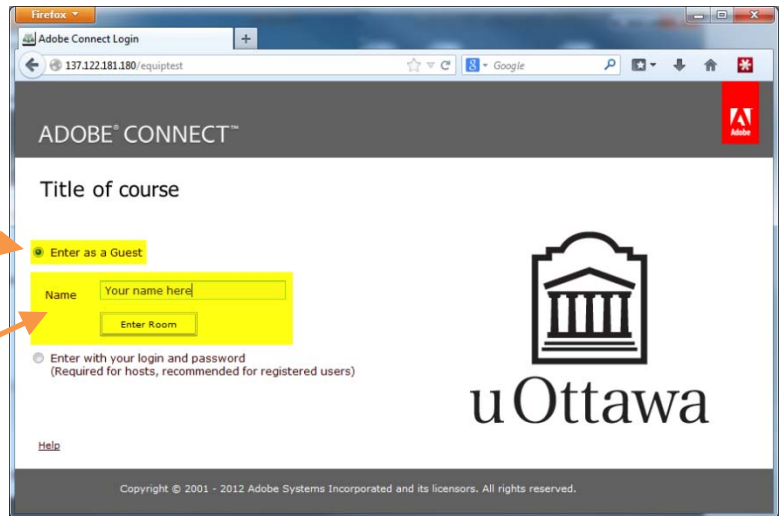 Firefox
Adobe Connect Login
137.122.181.180/equiptest
Google
ADOBE® CONNECT™
Adobe
Title of course
Enter as a Guest
Name
Your name here
Enter Room
Enter with your login and password
(Required for hosts, recommended for registered users)
uOttawa
Help
Copyright © 2001 - 2012 Adobe Systems Incorporated and its licensors. All rights reserved.